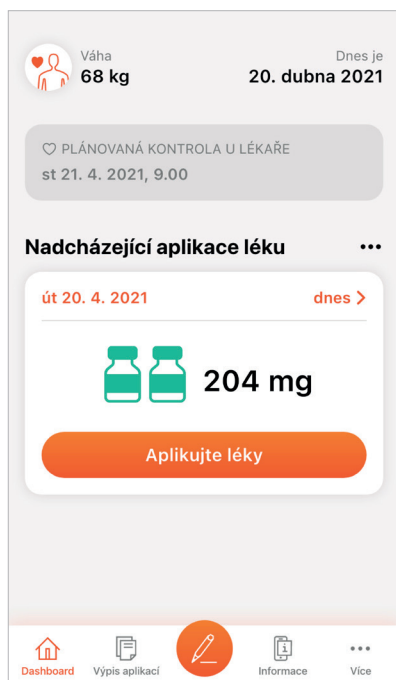 Váha
68 kg
Dnes je
20. dubna 2021
PLÁNOVANÁ KONTROLA U LÉKAŘE
st 21. 4. 2021, 9.00
Nadcházející aplikace léku
út 20. 4. 2021
dnes
204 mg
Aplikujte léky
Dashboard
Výpis aplikací
Informace
Více